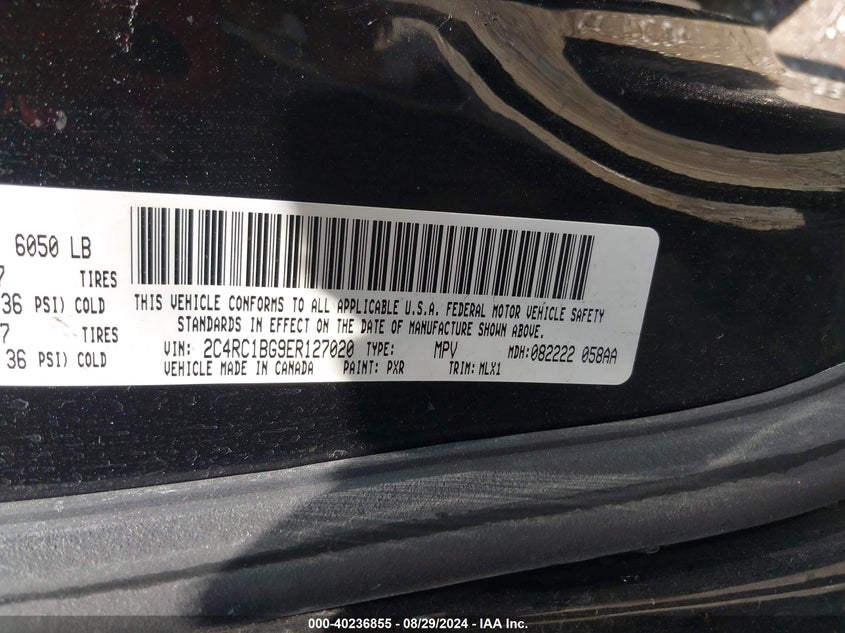 6050 LB
7 TIRES
36 PSI) COLD
7 TIRES
36 PSI) COLD
THIS VEHICLE CONFORMS TO ALL APPLICABLE U.S.A. FEDERAL MOTOR VEHICLE SAFETY
STANDARDS IN EFFECT ON THE DATE OF MANUFACTURE SHOWN ABOVE.
VIN: 2C4RC1BG9ER127020 TYPE: MPV MDH:082222 058AA
VEHICLE MADE IN CANADA PAINT: PXR TRIM: MLX1
000-40236855 - 08/29/2024 - IAA Inc.